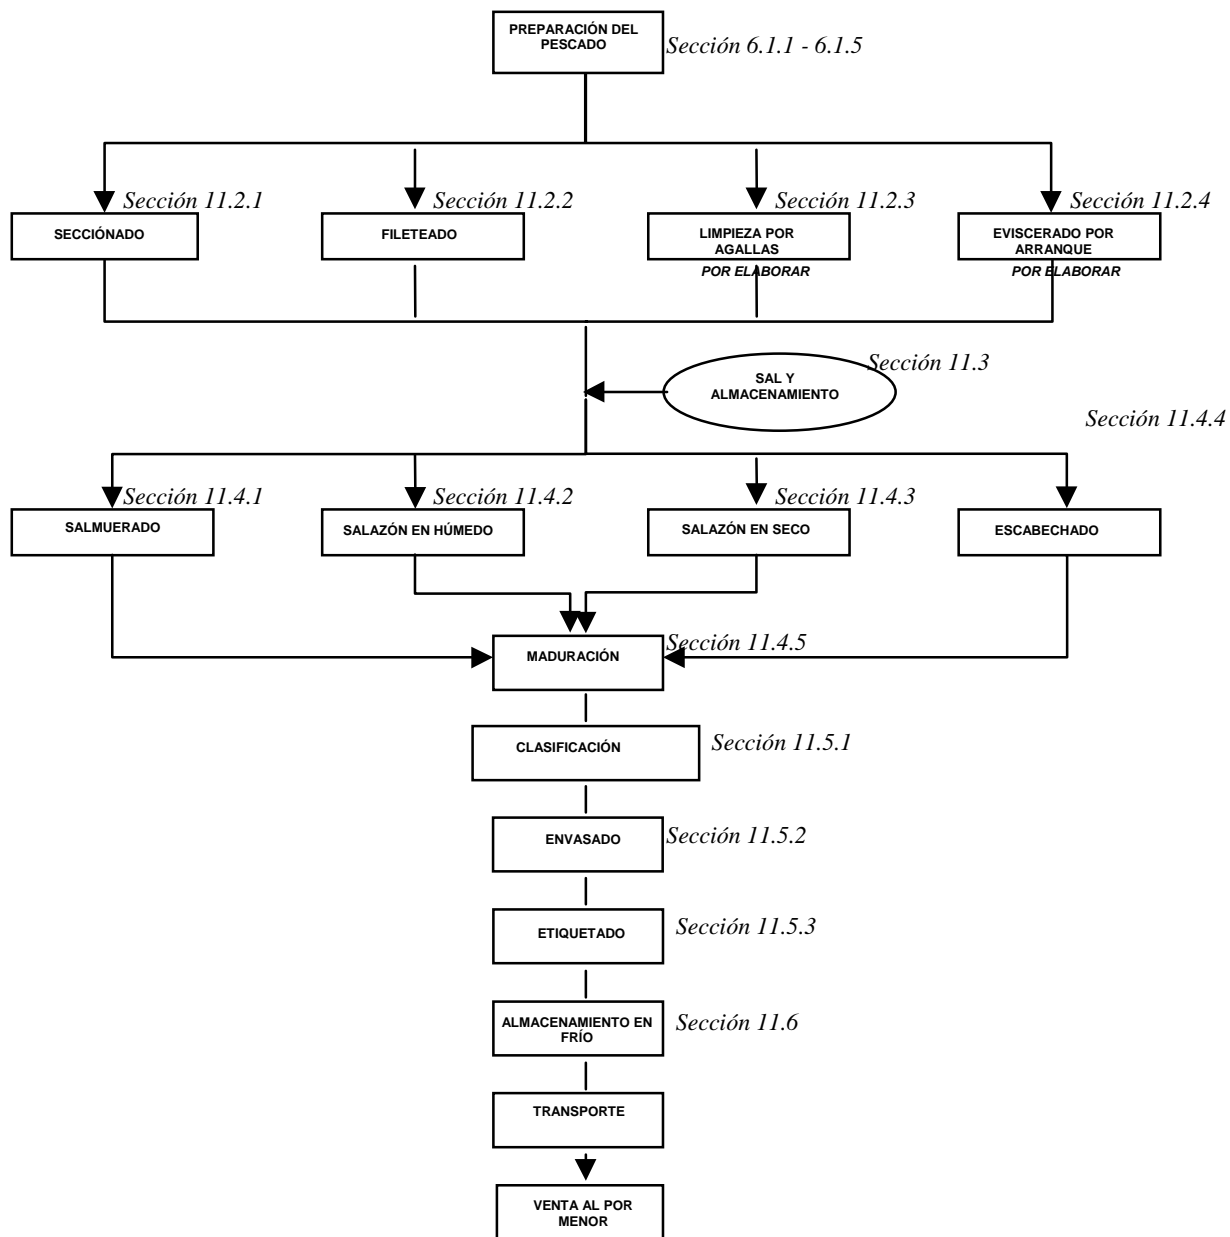 PREPARACIÓN DEL
PESCADO
Sección 6.1.1 - 6.1.5
Sección 11.2.1
Sección 11.2.2
Sección 11.2.3
Sección 11.2.4
SECCIÓNADO
FILETEADO
LIMPIEZA POR
AGALLAS
EVISCERADO POR
ARRANQUE
POR ELABORAR
POR ELABORAR
Sección 11.3
SAL Y
ALMACENAMIENTO
Sección 11.4.4
Sección 11.4.1
Sección 11.4.2
Sección 11.4.3
SALMUERADO
SALAZÓN EN HÚMEDO
SALAZÓN EN SECO
ESCABECHADO
Sección 11.4.5
MADURACIÓN
CLASIFICACIÓN
Sección 11.5.1
ENVASADO
Sección 11.5.2
ETIQUETADO
Sección 11.5.3
ALMACENAMIENTO EN
FRÍO
Sección 11.6
TRANSPORTE
VENTA AL POR
MENOR